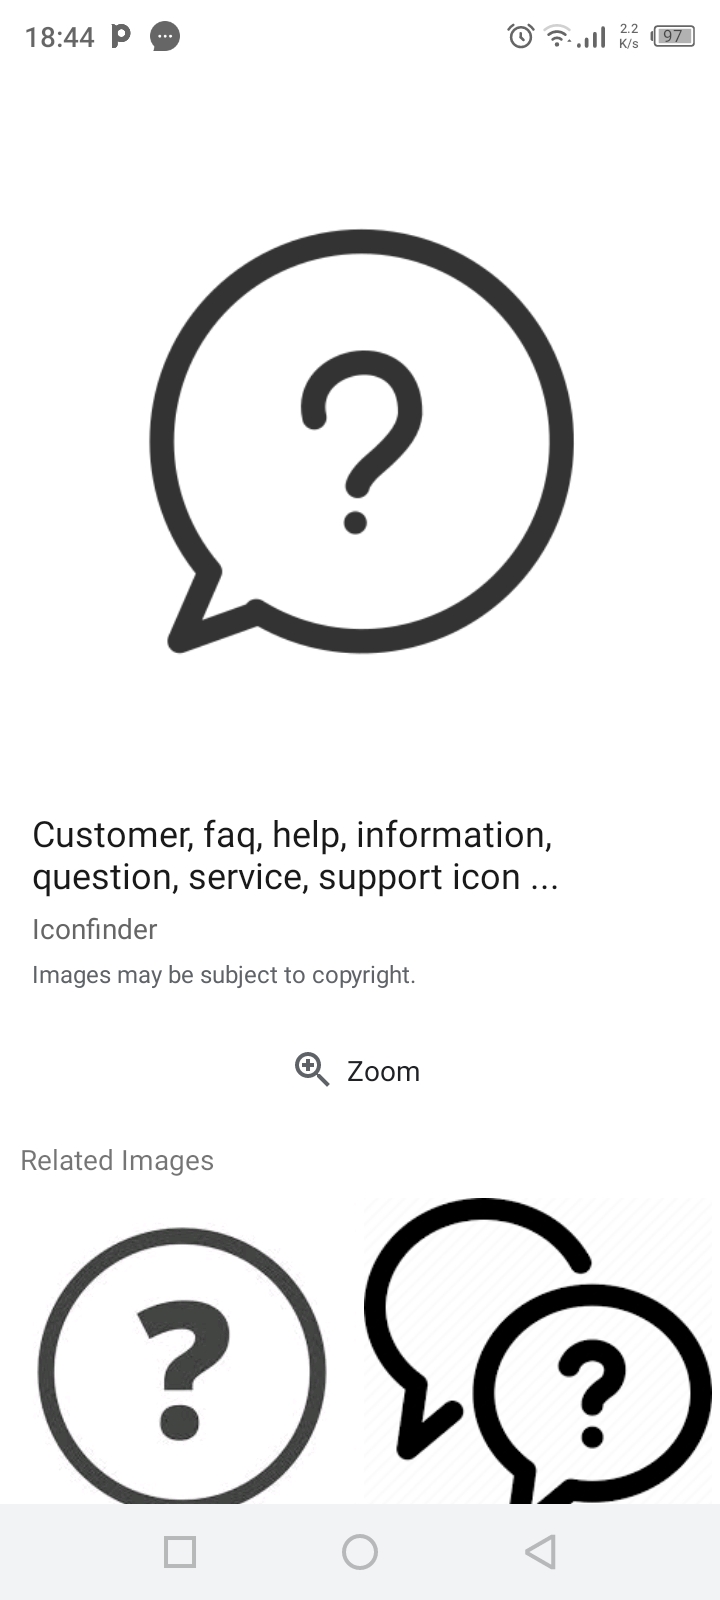 18:44
2.2
K/s
97
?
Customer, faq, help, information,
question, service, support icon ...
Iconfinder
Images may be subject to copyright.
Zoom
Related Images
?
?